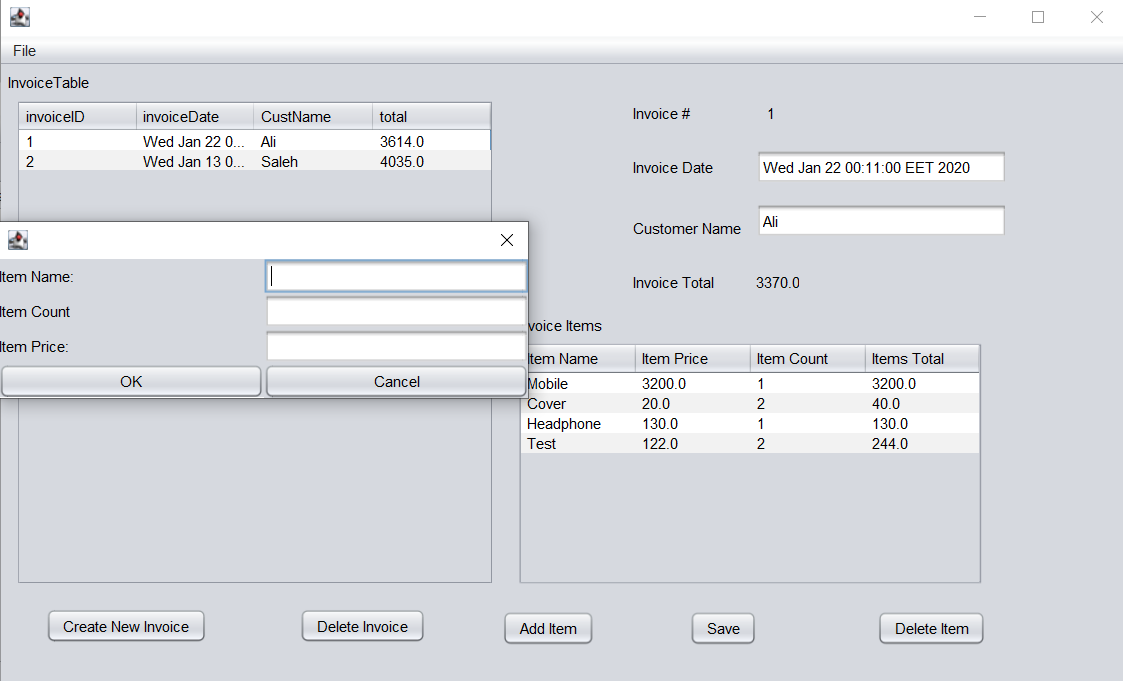 File
InvoiceTable
invoiceID invoiceDate CustName total
1 Wed Jan 22 0... Ali 3614.0
2 Wed Jan 13 0... Saleh 4035.0
Invoice # 1
Invoice Date Wed Jan 22 00:11:00 EET 2020
Customer Name Ali
Invoice Total 3370.0
Item Name:
Item Count
Item Price:
OK Cancel
voice Items
Item Name Item Price Item Count Items Total
Mobile 3200.0 1 3200.0
Cover 20.0 2 40.0
Headphone 130.0 1 130.0
Test 122.0 2 244.0
Create New Invoice Delete Invoice Add Item Save Delete Item